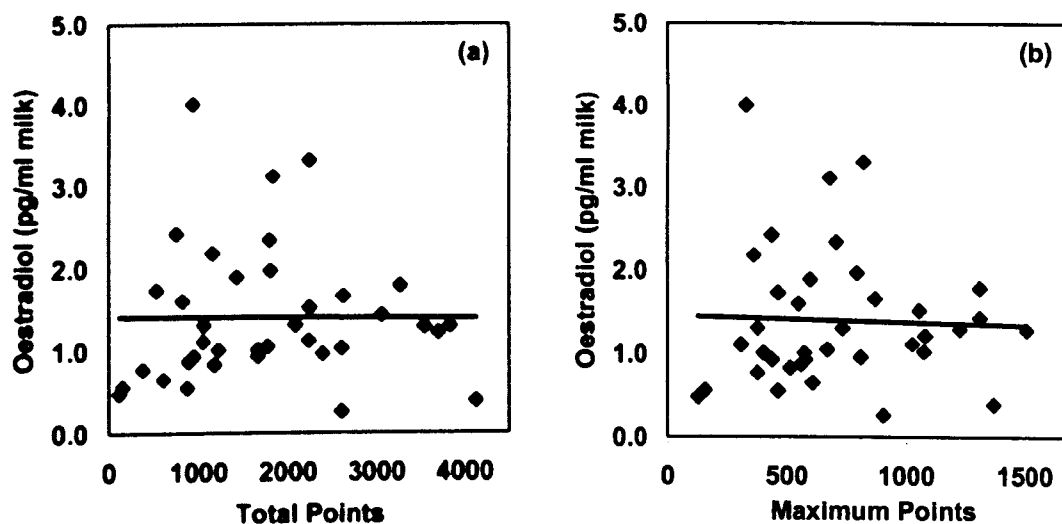 (a)
Oestradiol (pg/ml milk)
5.0
4.0
3.0
2.0
1.0
0.0
0 1000 2000 3000 4000
Total Points
(b)
Oestradiol (pg/ml milk)
5.0
4.0
3.0
2.0
1.0
0.0
0 500 1000 1500
Maximum Points